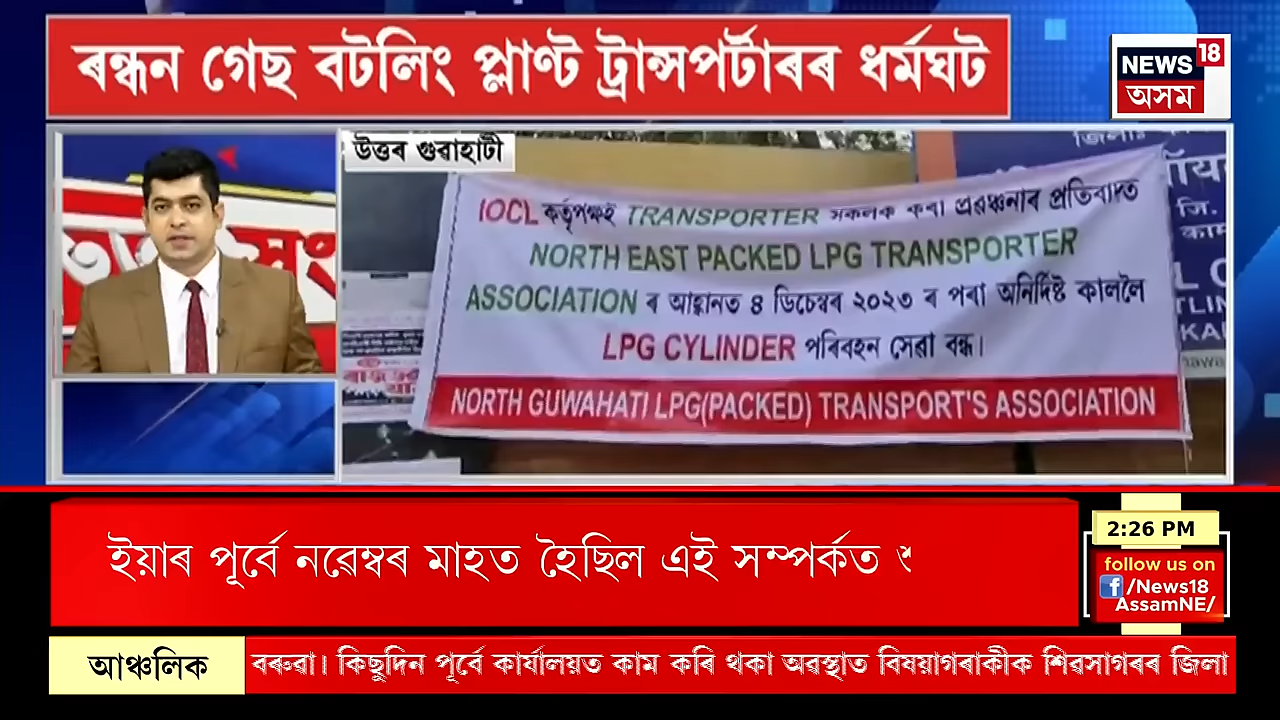 ৰন্ধন গেছ বটলিং প্লাণ্ট ট্ৰান্সপৰ্টাৰৰ ধৰ্মঘট
NEWS 18
অসম
উত্তৰ গুৱাহাটী
IOCL কৰ্তৃপক্ষই TRANSPORTER সকলক কৰা প্ৰৱঞ্চনাৰ প্ৰতিবাদত
NORTH EAST PACKED LPG TRANSPORTER
ASSOCIATION ৰ আহ্বানত ৪ ডিচেম্বৰ ২০২৩ ৰ পৰা অনিৰ্দিষ্ট কাললৈ
LPG CYLINDER পৰিবহন সেৱা বন্ধ।
NORTH GUWAHATI LPG(PACKED) TRANSPORT'S ASSOCIATION
ইয়াৰ পূৰ্বে নৱেম্বৰ মাহত হৈছিল এই সম্পৰ্কত
2:26 PM
follow us on
/News18
AssamNE/
আঞ্চলিক
বৰুৱা। কিছুদিন পূৰ্বে কাৰ্যালয়ত কাম কৰি থকা অৱস্থাত বিষয়াগৰাকীক শিৱসাগৰৰ জিলা